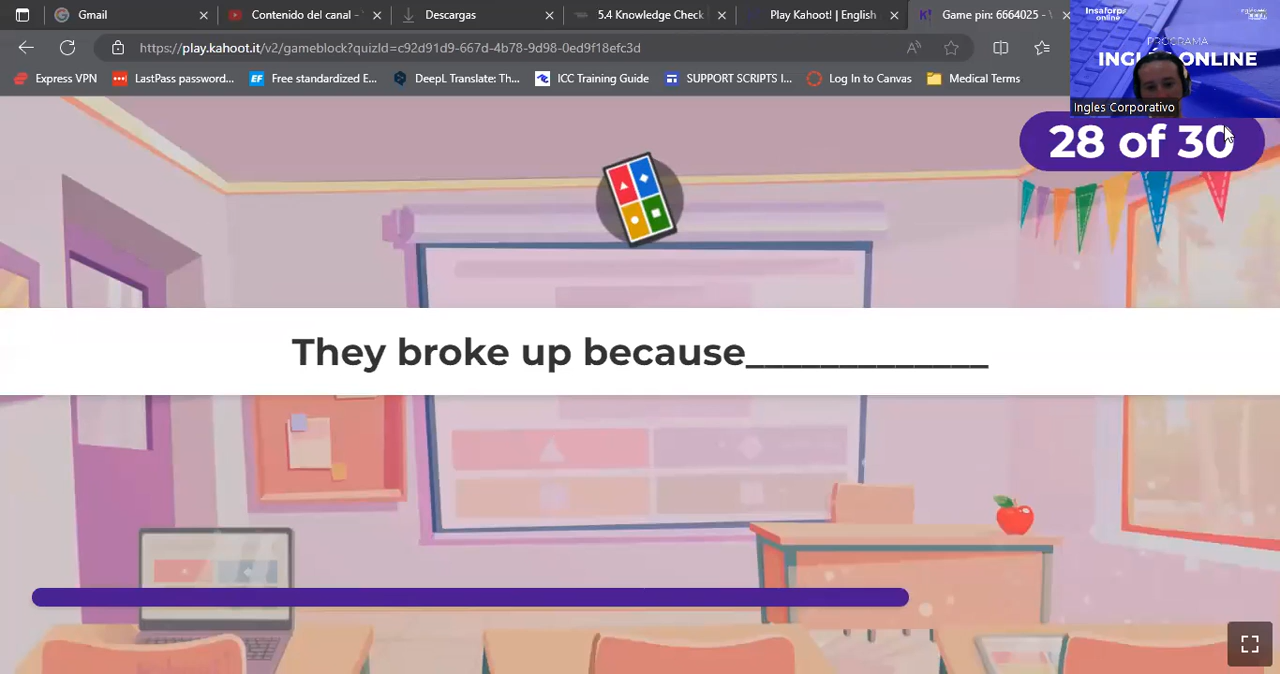 Gmail
Contenido del canal -
Descargas
5.4 Knowledge Check
Play Kahoot! | English
Game pin: 6664025 -
https://play.kahoot.it/v2/gameblock?quizId=c92d91d9-667d-4b78-9d98-0ed9f18efc3d
Express VPN
LastPass password...
Free standardized E...
DeepL Translate: Th...
ICC Training Guide
SUPPORT SCRIPTS I...
Log In to Canvas
Medical Terms
Insaforp
online
PROGRAMA
ONLINE
Ingles Corporativo
28 of 30
They broke up because_____________